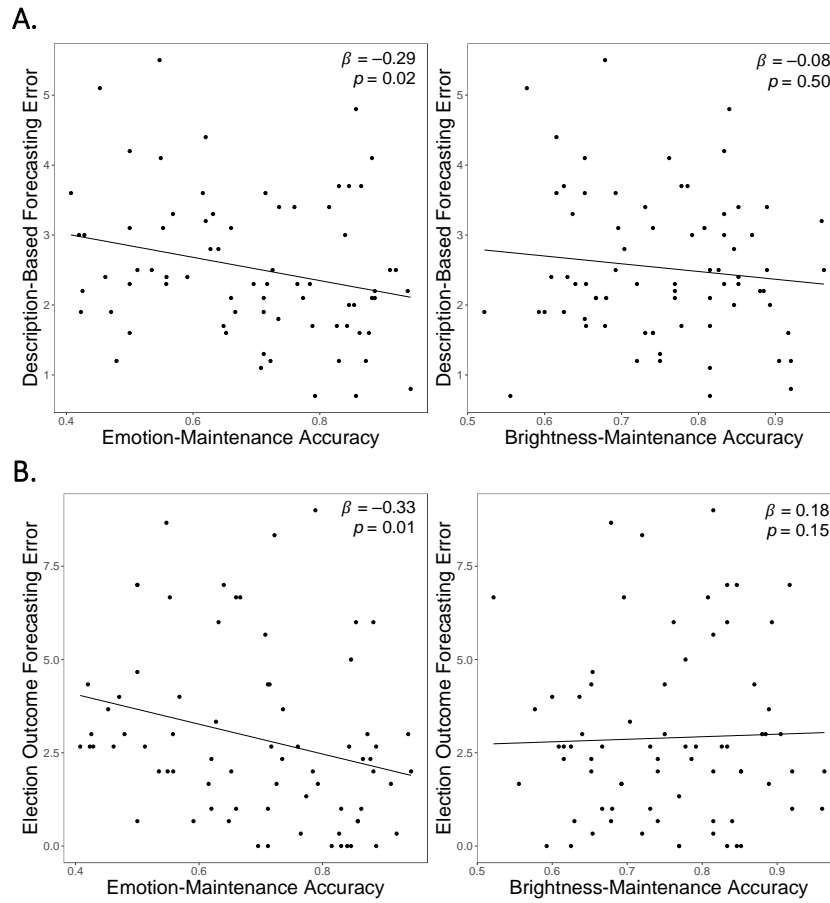 A.
β = −0.29
p = 0.02
Description-Based Forecasting Error
5
4
3
2
1
0.4 0.6 0.8
Emotion-Maintenance Accuracy
β = −0.08
p = 0.50
Description-Based Forecasting Error
5
4
3
2
1
0.5 0.6 0.7 0.8 0.9
Brightness-Maintenance Accuracy
B.
β = −0.33
p = 0.01
Election Outcome Forecasting Error
7.5
5.0
2.5
0.0
0.4 0.6 0.8
Emotion-Maintenance Accuracy
β = 0.18
p = 0.15
Election Outcome Forecasting Error
7.5
5.0
2.5
0.0
0.5 0.6 0.7 0.8 0.9
Brightness-Maintenance Accuracy